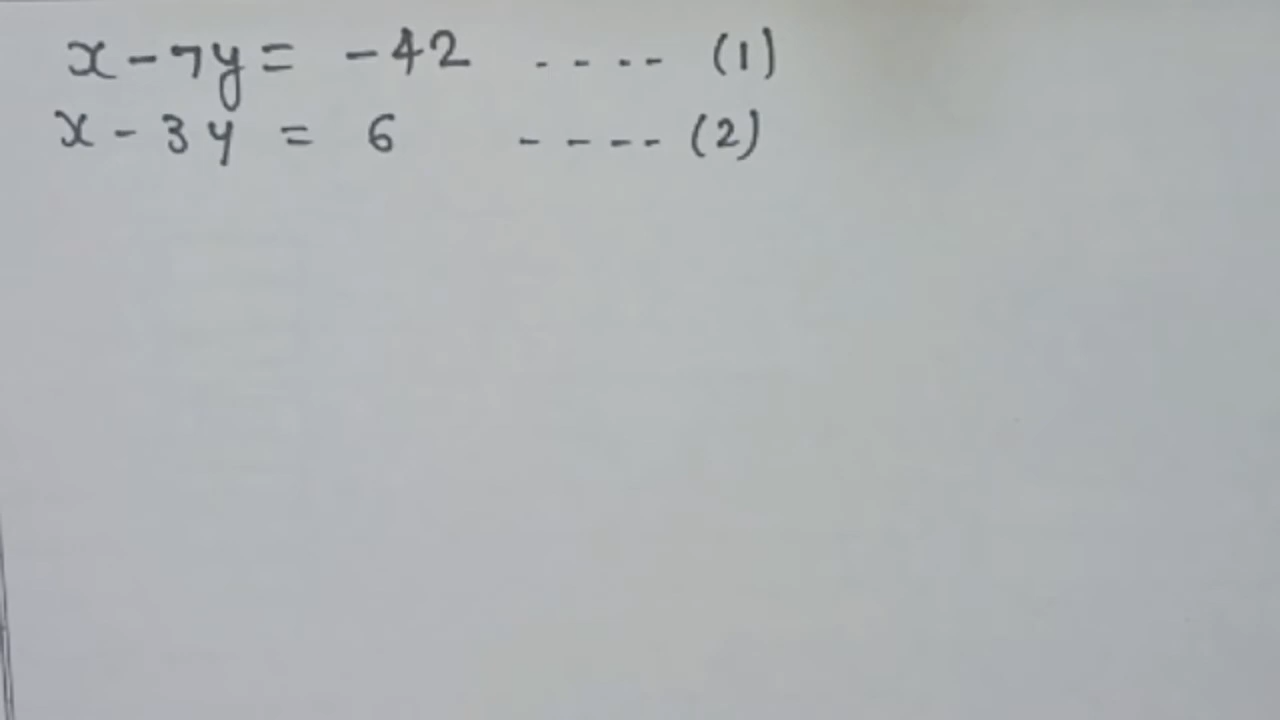 x - 7y = -42 ---- (1)
x - 3y = 6 ---- (2)